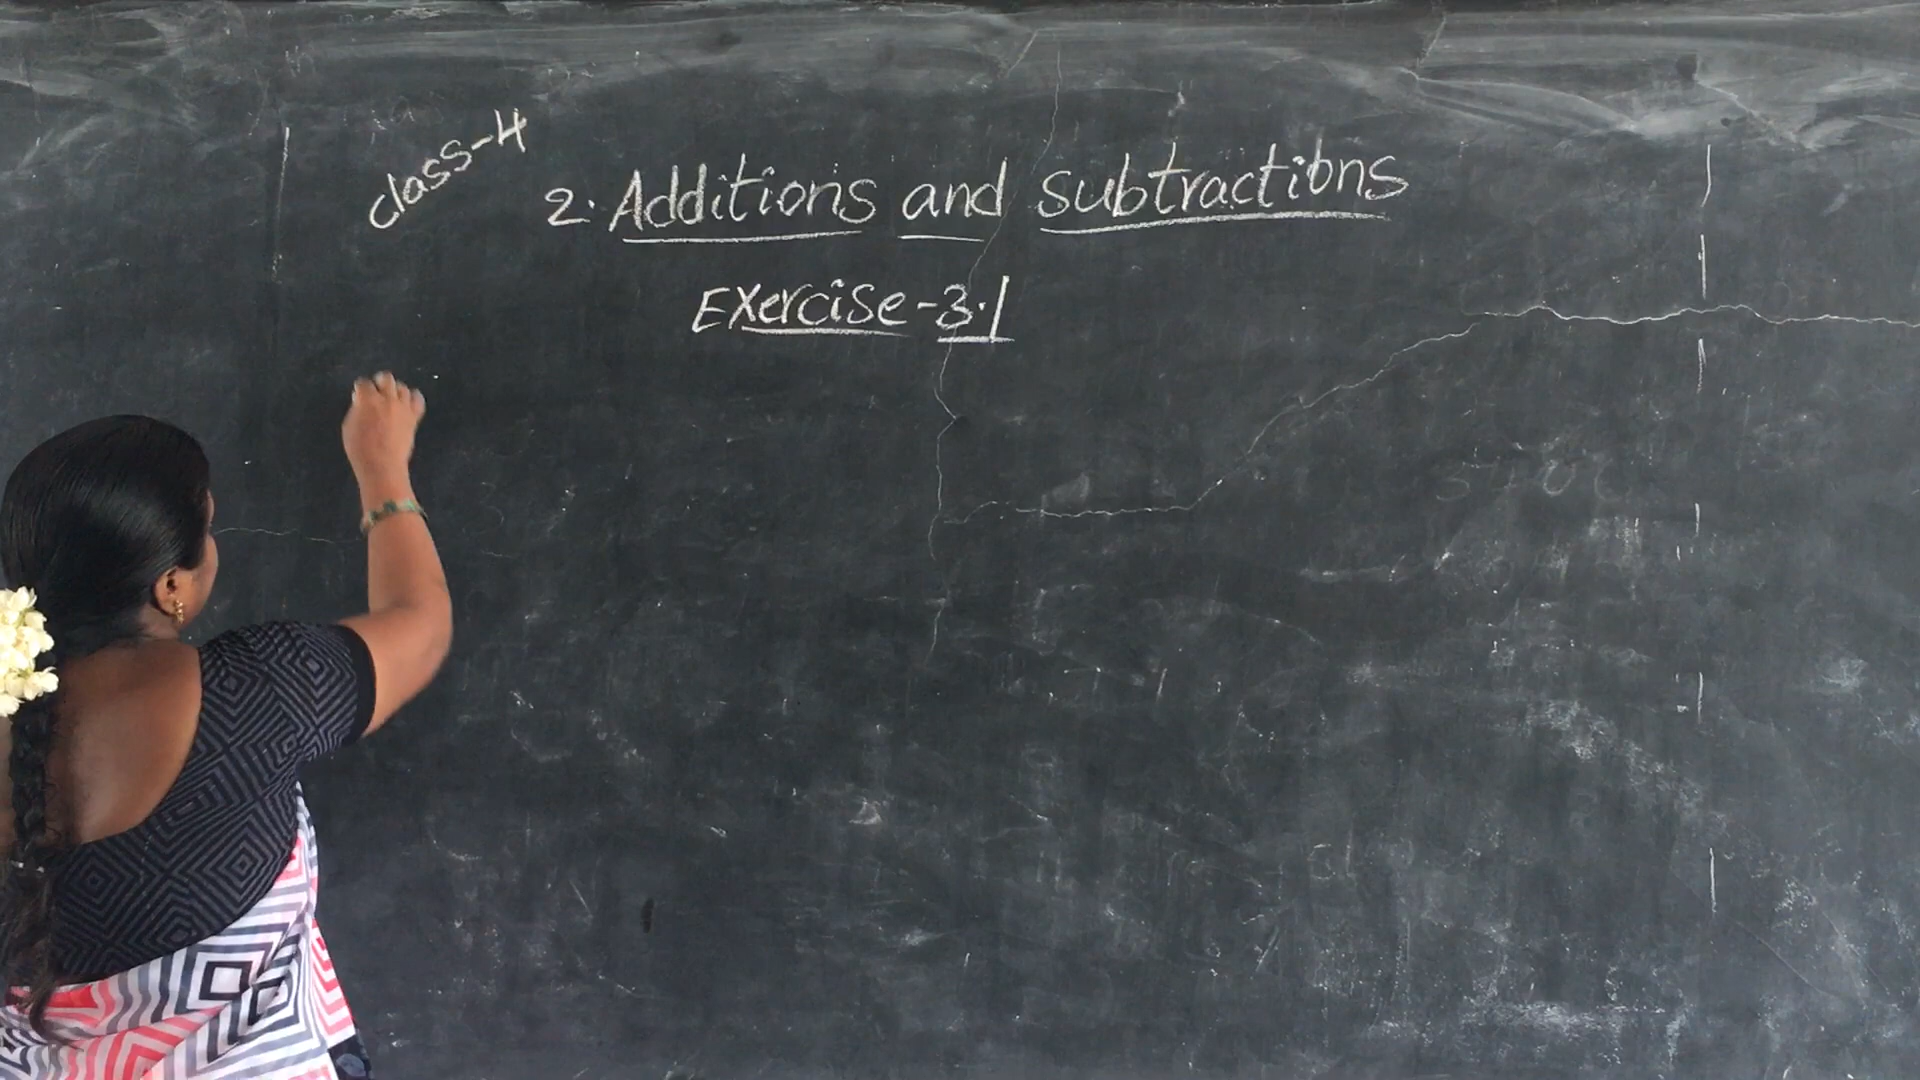 class-4
2. Additions and subtractions
Exercise-3.1